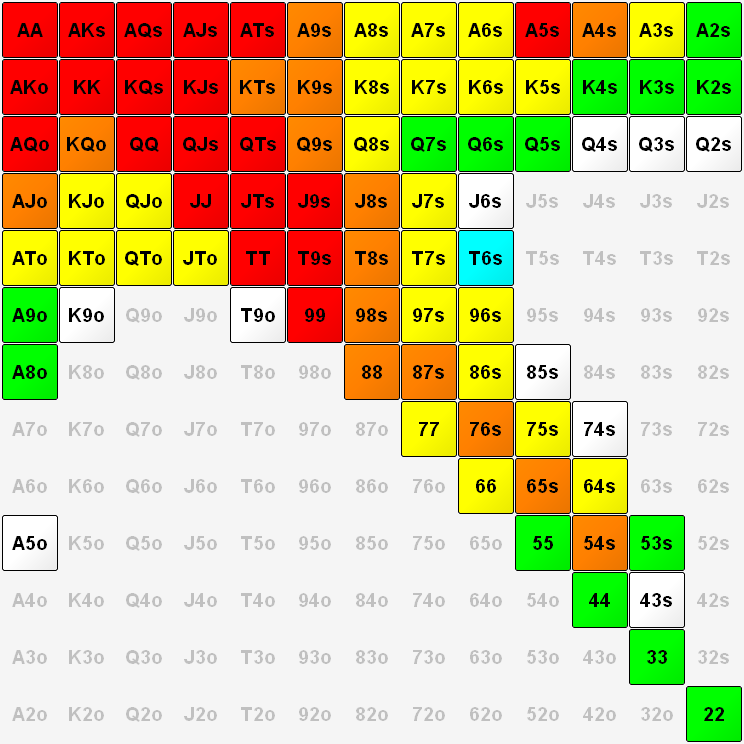 AA AKs AQs AJs ATs A9s A8s A7s A6s A5s A4s A3s A2s
AKo KK KQs KJs KTs K9s K8s K7s K6s K5s K4s K3s K2s
AQo KQo QQ QJs QTs Q9s Q8s Q7s Q6s Q5s Q4s Q3s Q2s
AJo KJo QJo JJ JTs J9s J8s J7s J6s J5s J4s J3s J2s
ATo KTo QTo JTo TT T9s T8s T7s T6s T5s T4s T3s T2s
A9o K9o Q9o J9o T9o 99 98s 97s 96s 95s 94s 93s 92s
A8o K8o Q8o J8o T8o 98o 88 87s 86s 85s 84s 83s 82s
A7o K7o Q7o J7o T7o 97o 87o 77 76s 75s 74s 73s 72s
A6o K6o Q6o J6o T6o 96o 86o 76o 66 65s 64s 63s 62s
A5o K5o Q5o J5o T5o 95o 85o 75o 65o 55 54s 53s 52s
A4o K4o Q4o J4o T4o 94o 84o 74o 64o 54o 44 43s 42s
A3o K3o Q3o J3o T3o 93o 83o 73o 63o 53o 43o 33 32s
A2o K2o Q2o J2o T2o 92o 82o 72o 62o 52o 42o 32o 22